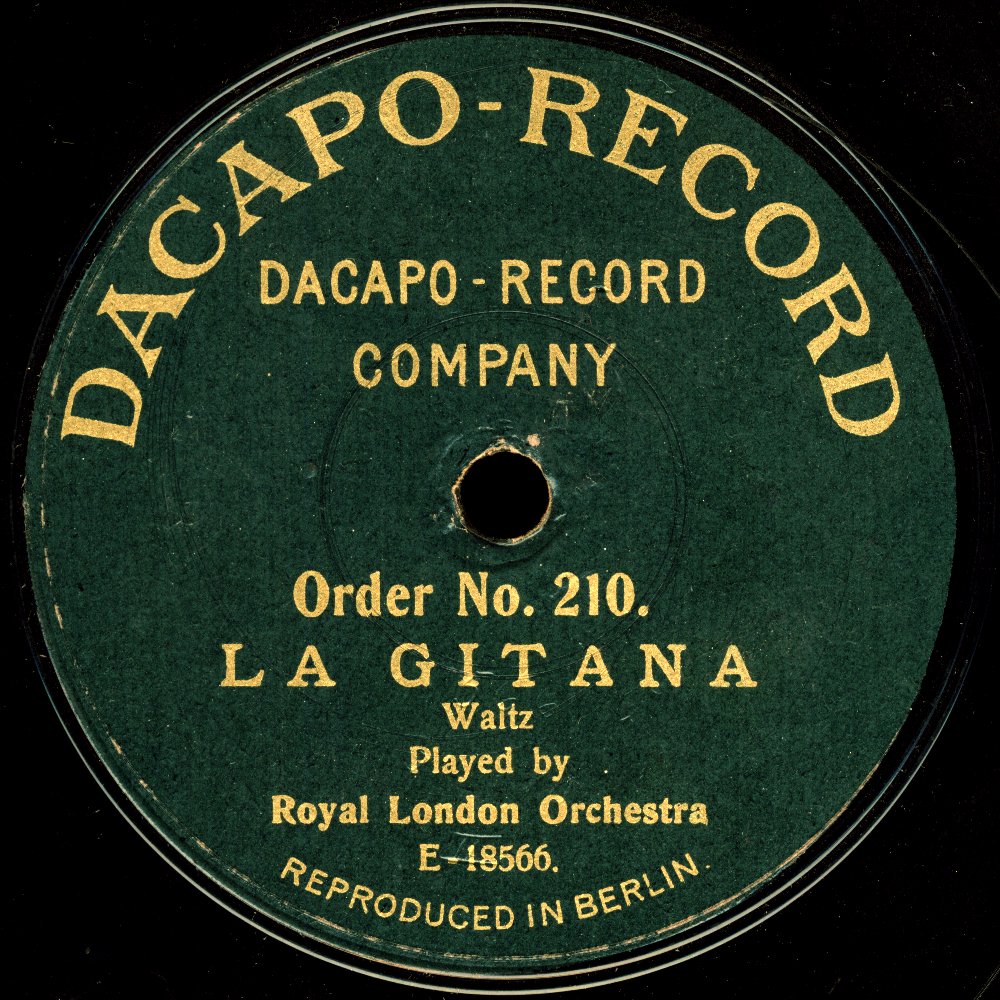 DACAPO-RECORD
DACAPO-RECORD
COMPANY
Order No. 210.
LA GITANA
Waltz
Played by
Royal London Orchestra
E-18566.
REPRODUCED IN BERLIN.